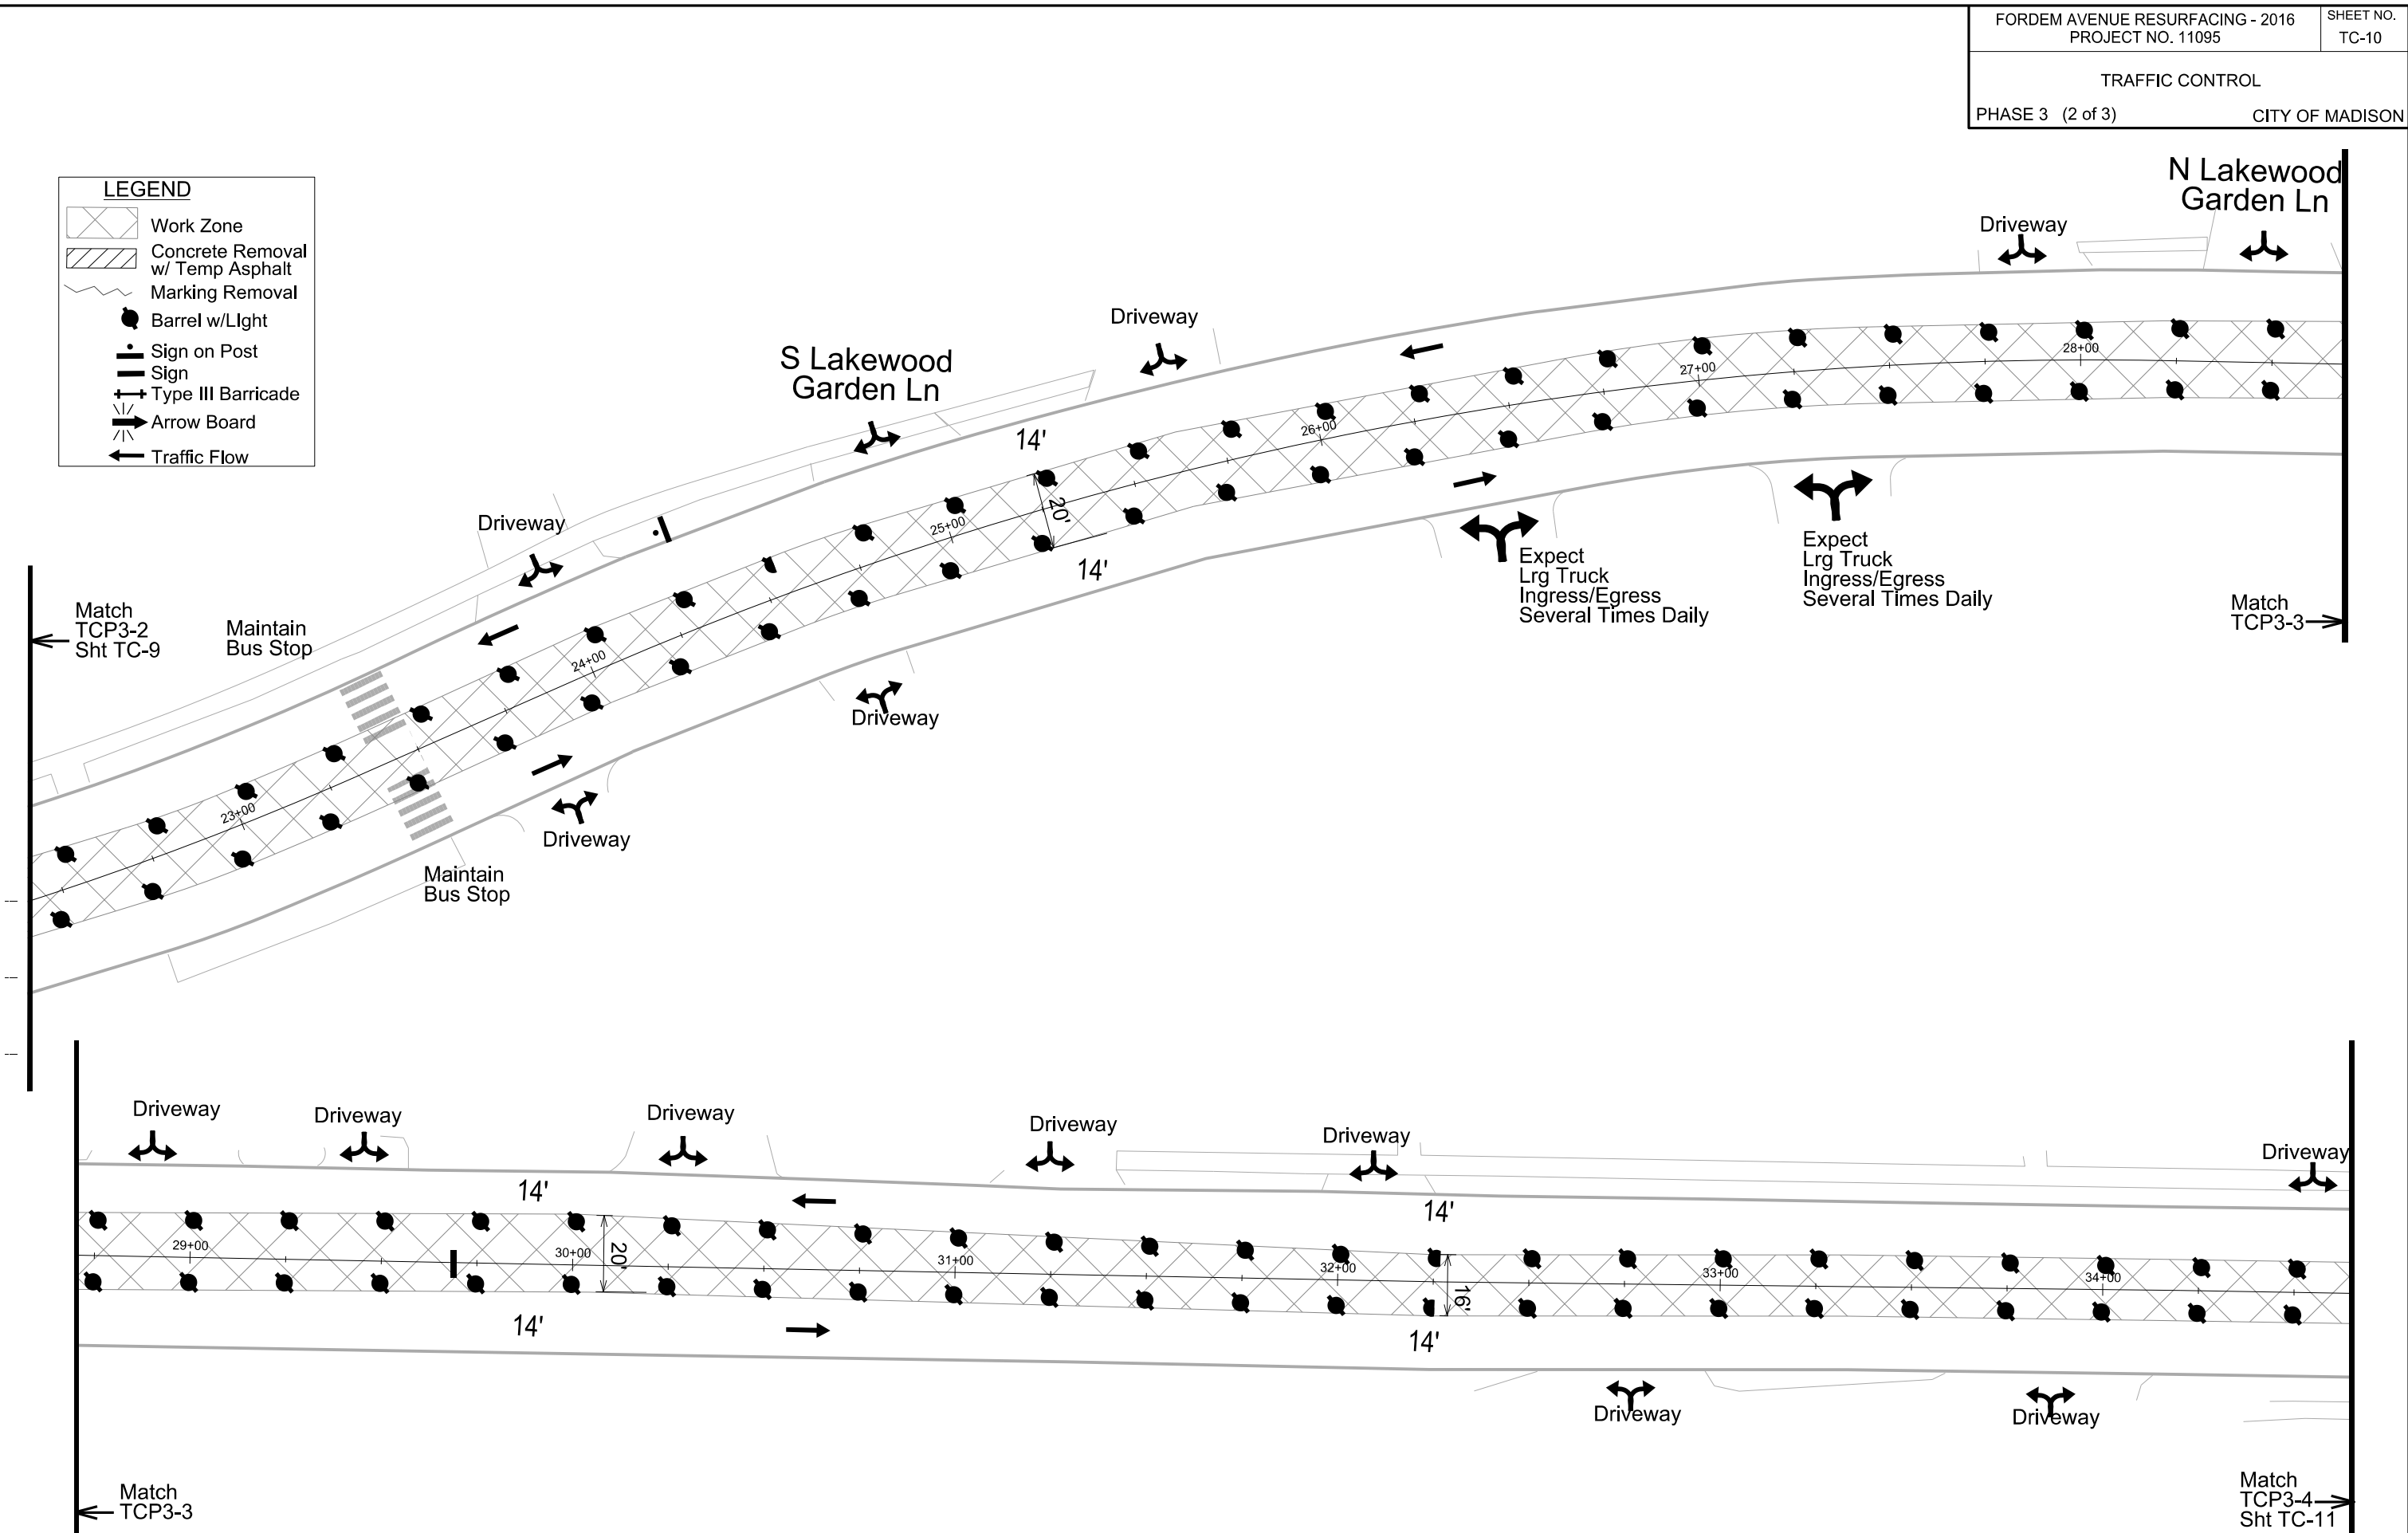 FORDEM AVENUE RESURFACING - 2016
PROJECT NO. 11095
SHEET NO.
TC-10
TRAFFIC CONTROL
PHASE 3 (2 of 3)
CITY OF MADISON
LEGEND
Work Zone
Concrete Removal
w/ Temp Asphalt
Marking Removal
Barrel w/LIght
Sign on Post
Sign
Type III Barricade
Arrow Board
Traffic Flow
N Lakewood
Garden Ln
Driveway
Driveway
S Lakewood
Garden Ln
Driveway
14'
20'
14'
Match
TCP3-2
Sht TC-9
Maintain
Bus Stop
23+00
24+00
25+00
26+00
27+00
28+00
Expect
Lrg Truck
Ingress/Egress
Several Times Daily
Expect
Lrg Truck
Ingress/Egress
Several Times Daily
Match
TCP3-3
Driveway
Driveway
Maintain
Bus Stop
Driveway
Driveway
Driveway
Driveway
Driveway
Driveway
14'
14'
29+00
30+00
20'
31+00
32+00
16'
33+00
34+00
14'
14'
Driveway
Driveway
Match
TCP3-3
Match
TCP3-4
Sht TC-11